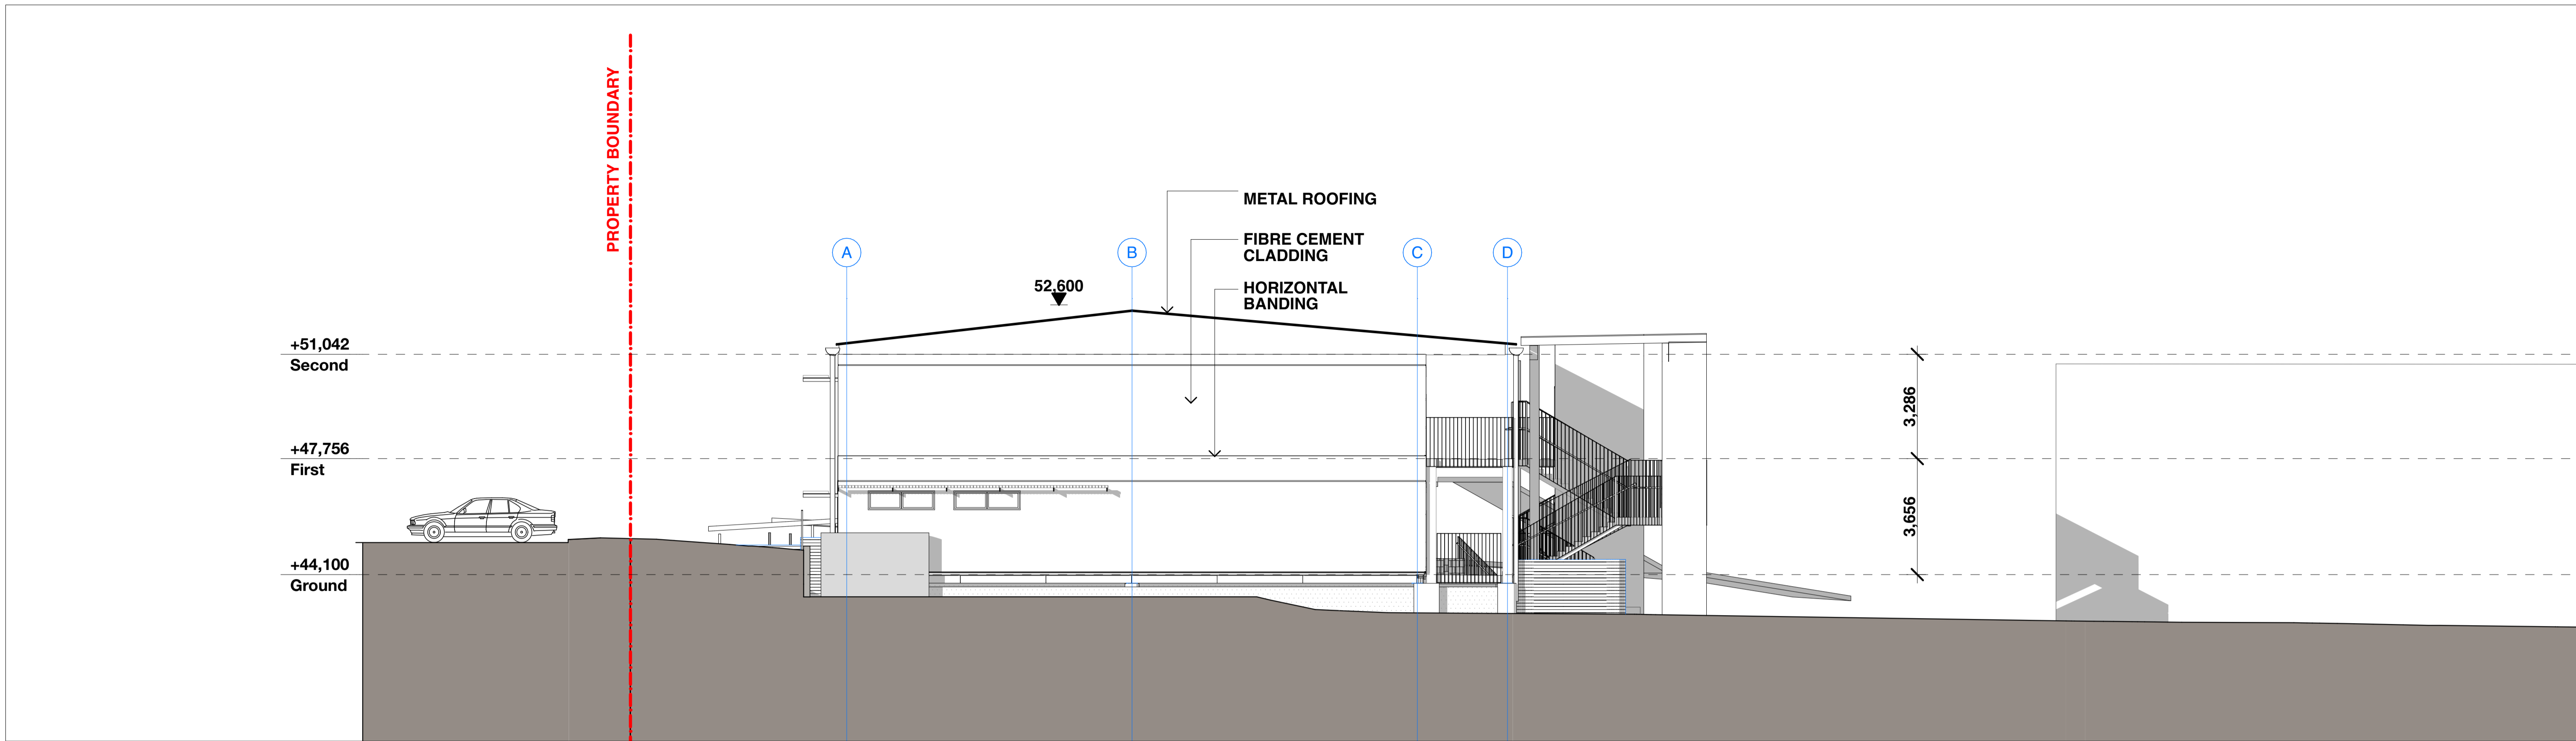 PROPERTY BOUNDARY
METAL ROOFING
FIBRE CEMENT
CLADDING
A
B
C
D
52,600
HORIZONTAL
BANDING
+51,042
Second
3,286
+47,756
First
3,656
+44,100
Ground